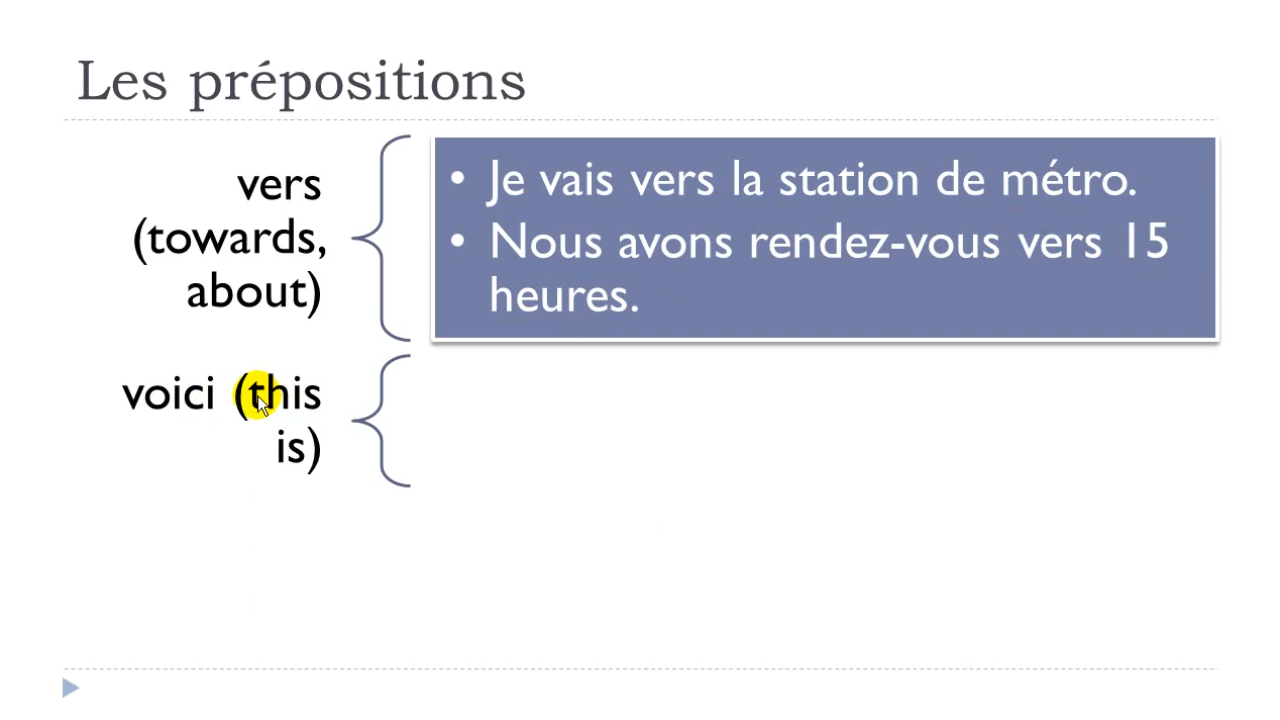 Les prépositions
vers
(towards,
about)
• Je vais vers la station de métro.
• Nous avons rendez-vous vers 15
heures.
voici (this
is)